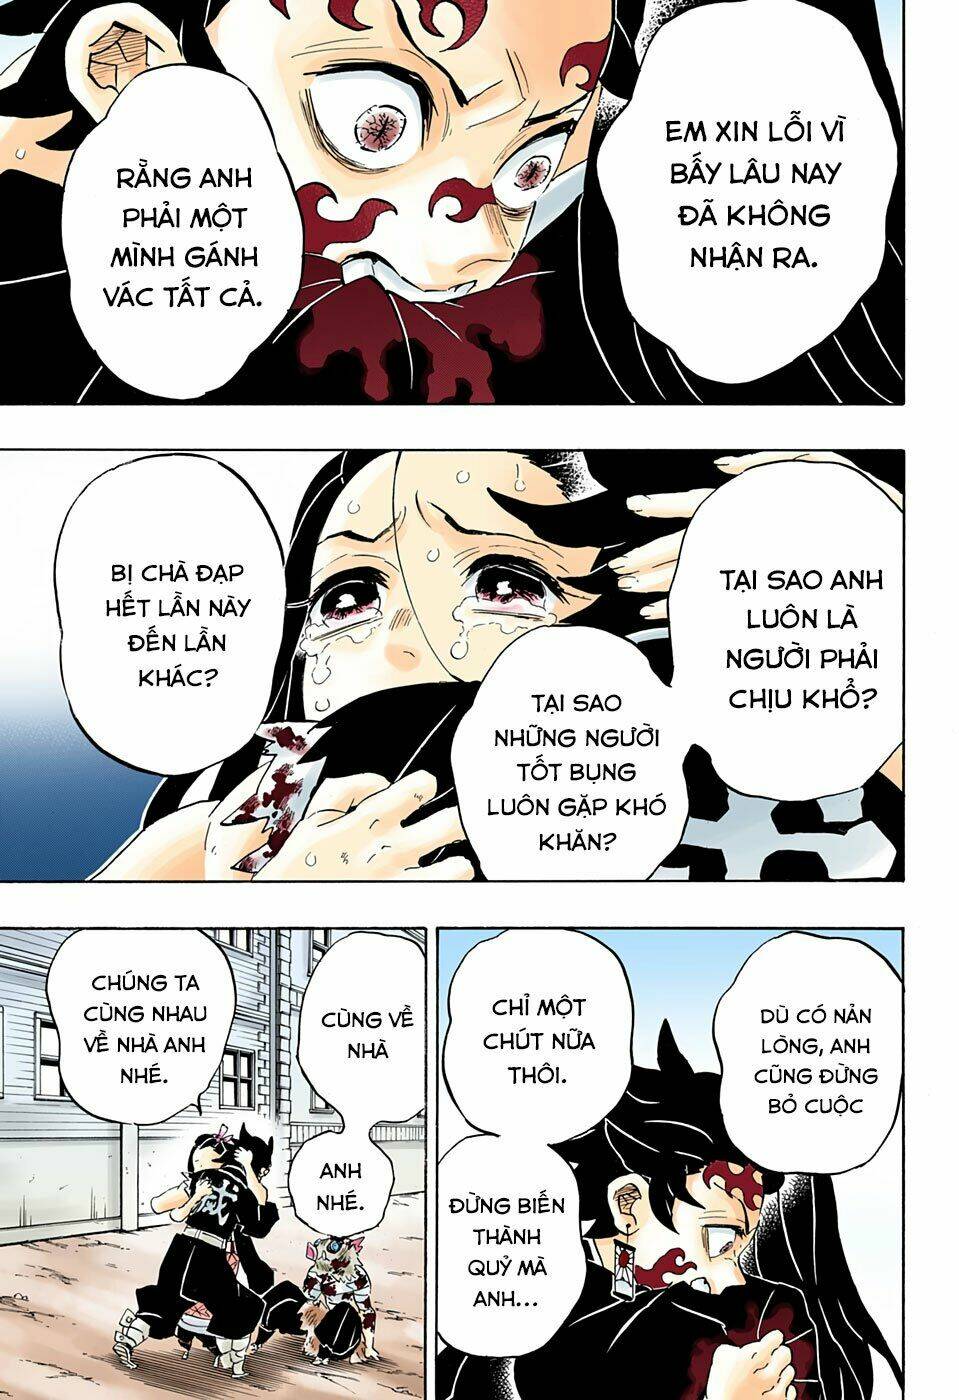 EM XIN LỖI VÌ
BẤY LÂU NAY
ĐÃ KHÔNG
NHẬN RA.
RẰNG ANH
PHẢI MỘT
MÌNH GÁNH
VÁC TẤT CẢ.
TẠI SAO ANH
LUÔN LÀ
NGƯỜI PHẢI
CHỊU KHỔ?
TẠI SAO
NHỮNG NGƯỜI
TỐT BỤNG
LUÔN GẶP KHÓ
KHĂN?
BỊ CHÀ ĐẠP
HẾT LẦN NÀY
ĐẾN LẦN
KHÁC?
DÙ CÓ NẢN
LÒNG, ANH
CŨNG ĐỪNG
BỎ CUỘC
CHỈ MỘT
CHÚT NỮA
THÔI.
ĐỪNG BIẾN
THÀNH
QUỶ MÀ
ANH...
CÙNG VỀ
NHÀ
ANH
NHÉ.
CHÚNG TA
CÙNG NHAU
VỀ NHÀ ANH
NHÉ.
滅